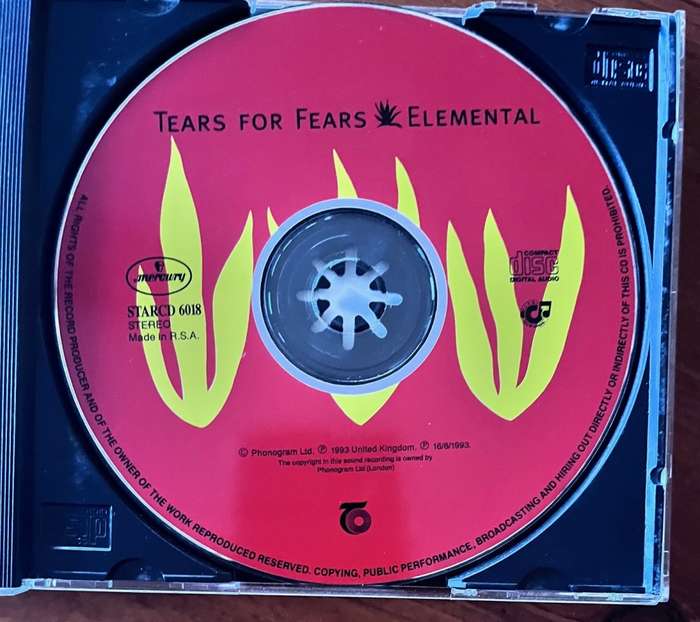 TEARS FOR FEARS ELEMENTAL
mercury
STARCD 6018
STEREO
Made in R.S.A.
COMPACT
disc
DIGITAL AUDIO
© Phonogram Ltd. ℗ 1993 United Kingdom. ℗ 16/6/1993.
The copyright in this sound recording is owned by
Phonogram Ltd (London)
ALL RIGHTS OF THE RECORD PRODUCER AND OF THE OWNER OF THE WORK REPRODUCED RESERVED. COPYING, PUBLIC PERFORMANCE, BROADCASTING AND HIRING OUT DIRECTLY OR INDIRECTLY OF THIS CD IS PROHIBITED.
disc